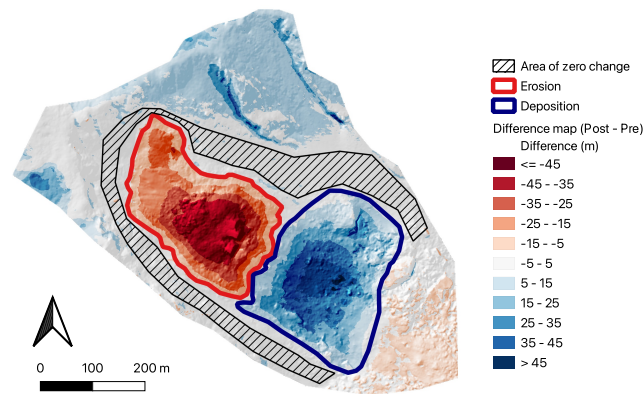 Area of zero change
Erosion
Deposition
Difference map (Post - Pre)
Difference (m)
<= -45
-45 - -35
-35 - -25
-25 - -15
-15 - -5
-5 - 5
5 - 15
15 - 25
25 - 35
35 - 45
> 45
0 100 200 m